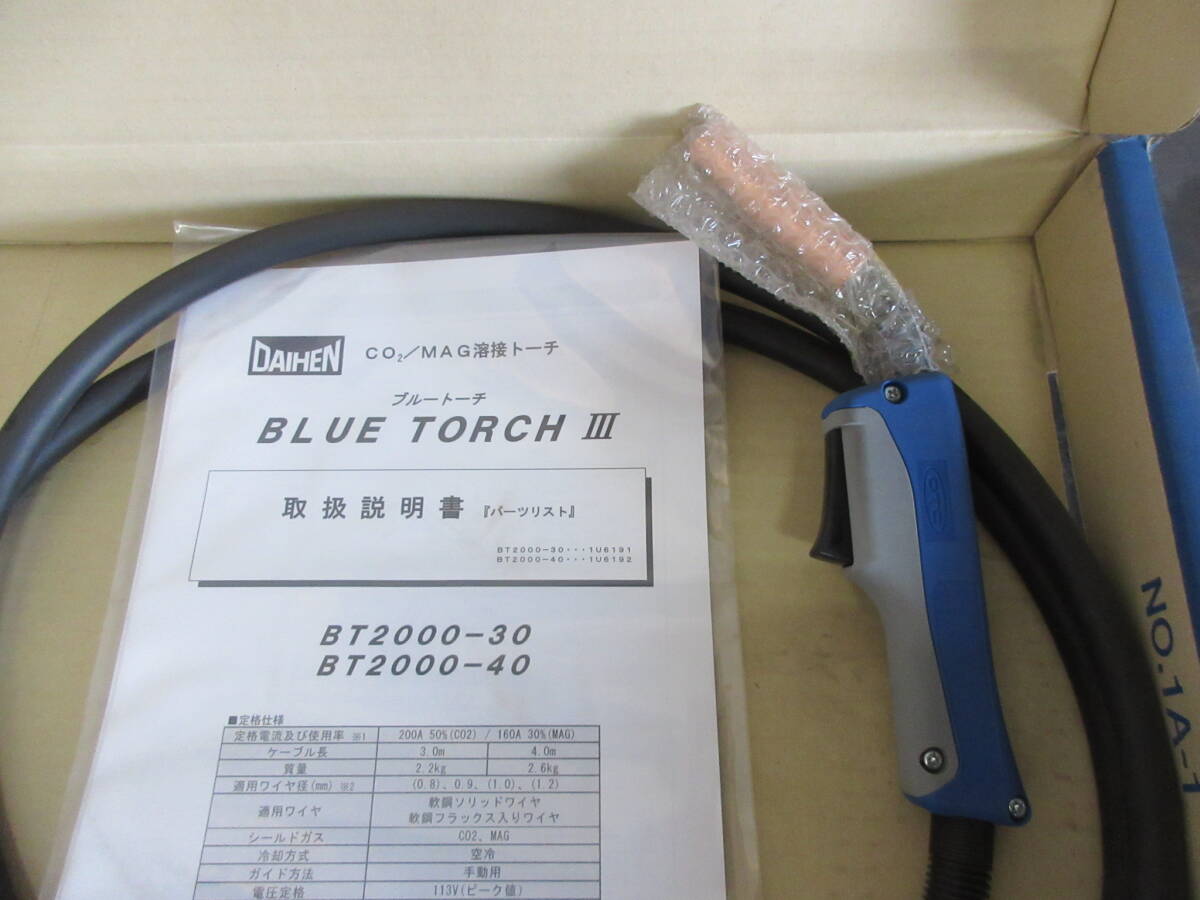 DAIHEN CO₂/MAG溶接トーチ
ブルートーチ
BLUE TORCH Ⅲ
取扱説明書 『パーツリスト』
BT2000-30・・・1U6191
BT2000-40・・・1U6192
BT2000-30
BT2000-40
■定格仕様
定格電流及び使用率 ※1 200A 50%(CO2) / 160A 30%(MAG)
ケーブル長 3.0m 4.0m
質量 2.2kg 2.6kg
適用ワイヤ径(mm) ※2 (0.8)、0.9、(1.0)、(1.2)
適用ワイヤ 軟鋼ソリッドワイヤ
軟鋼フラックス入りワイヤ
シールドガス CO2、MAG
冷却方式 空冷
ガイド方法 手動用
電圧定格 113V(ピーク値)
NO.1A-1